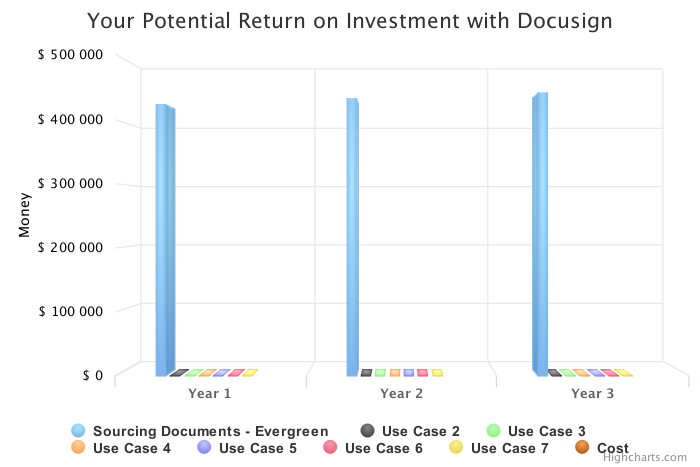 Your Potential Return on Investment with Docusign
$ 500 000
$ 400 000
$ 300 000
$ 200 000
$ 100 000
$ 0
Money
Year 1
Year 2
Year 3
Sourcing Documents - Evergreen
Use Case 2
Use Case 3
Use Case 4
Use Case 5
Use Case 6
Use Case 7
Cost
Highcharts.com